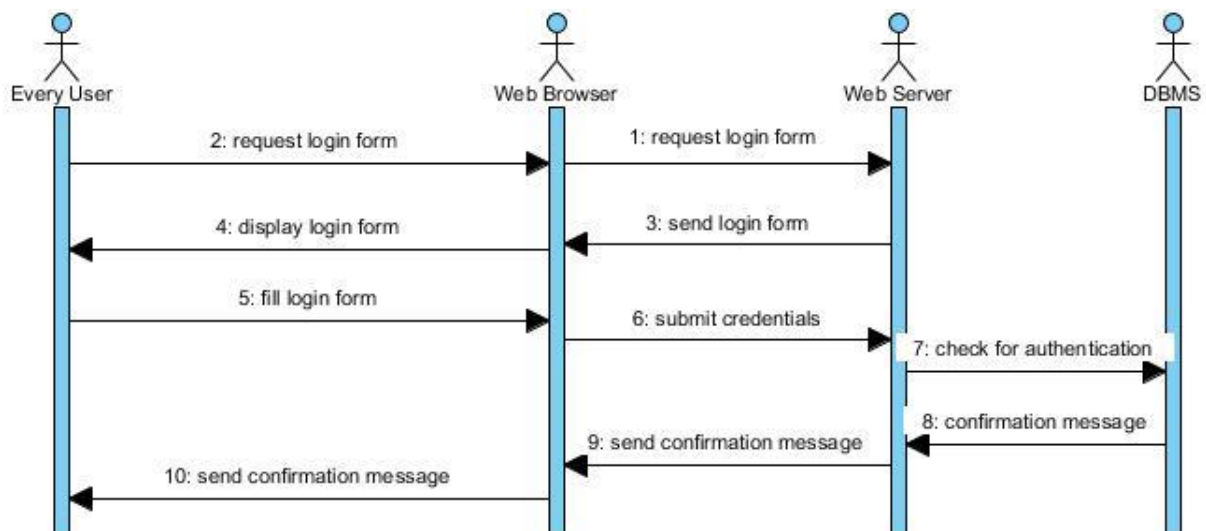 Every User
Web Browser
Web Server
DBMS
2: request login form
1: request login form
4: display login form
3: send login form
5: fill login form
6: submit credentials
7: check for authentication
8: confirmation message
9: send confirmation message
10: send confirmation message